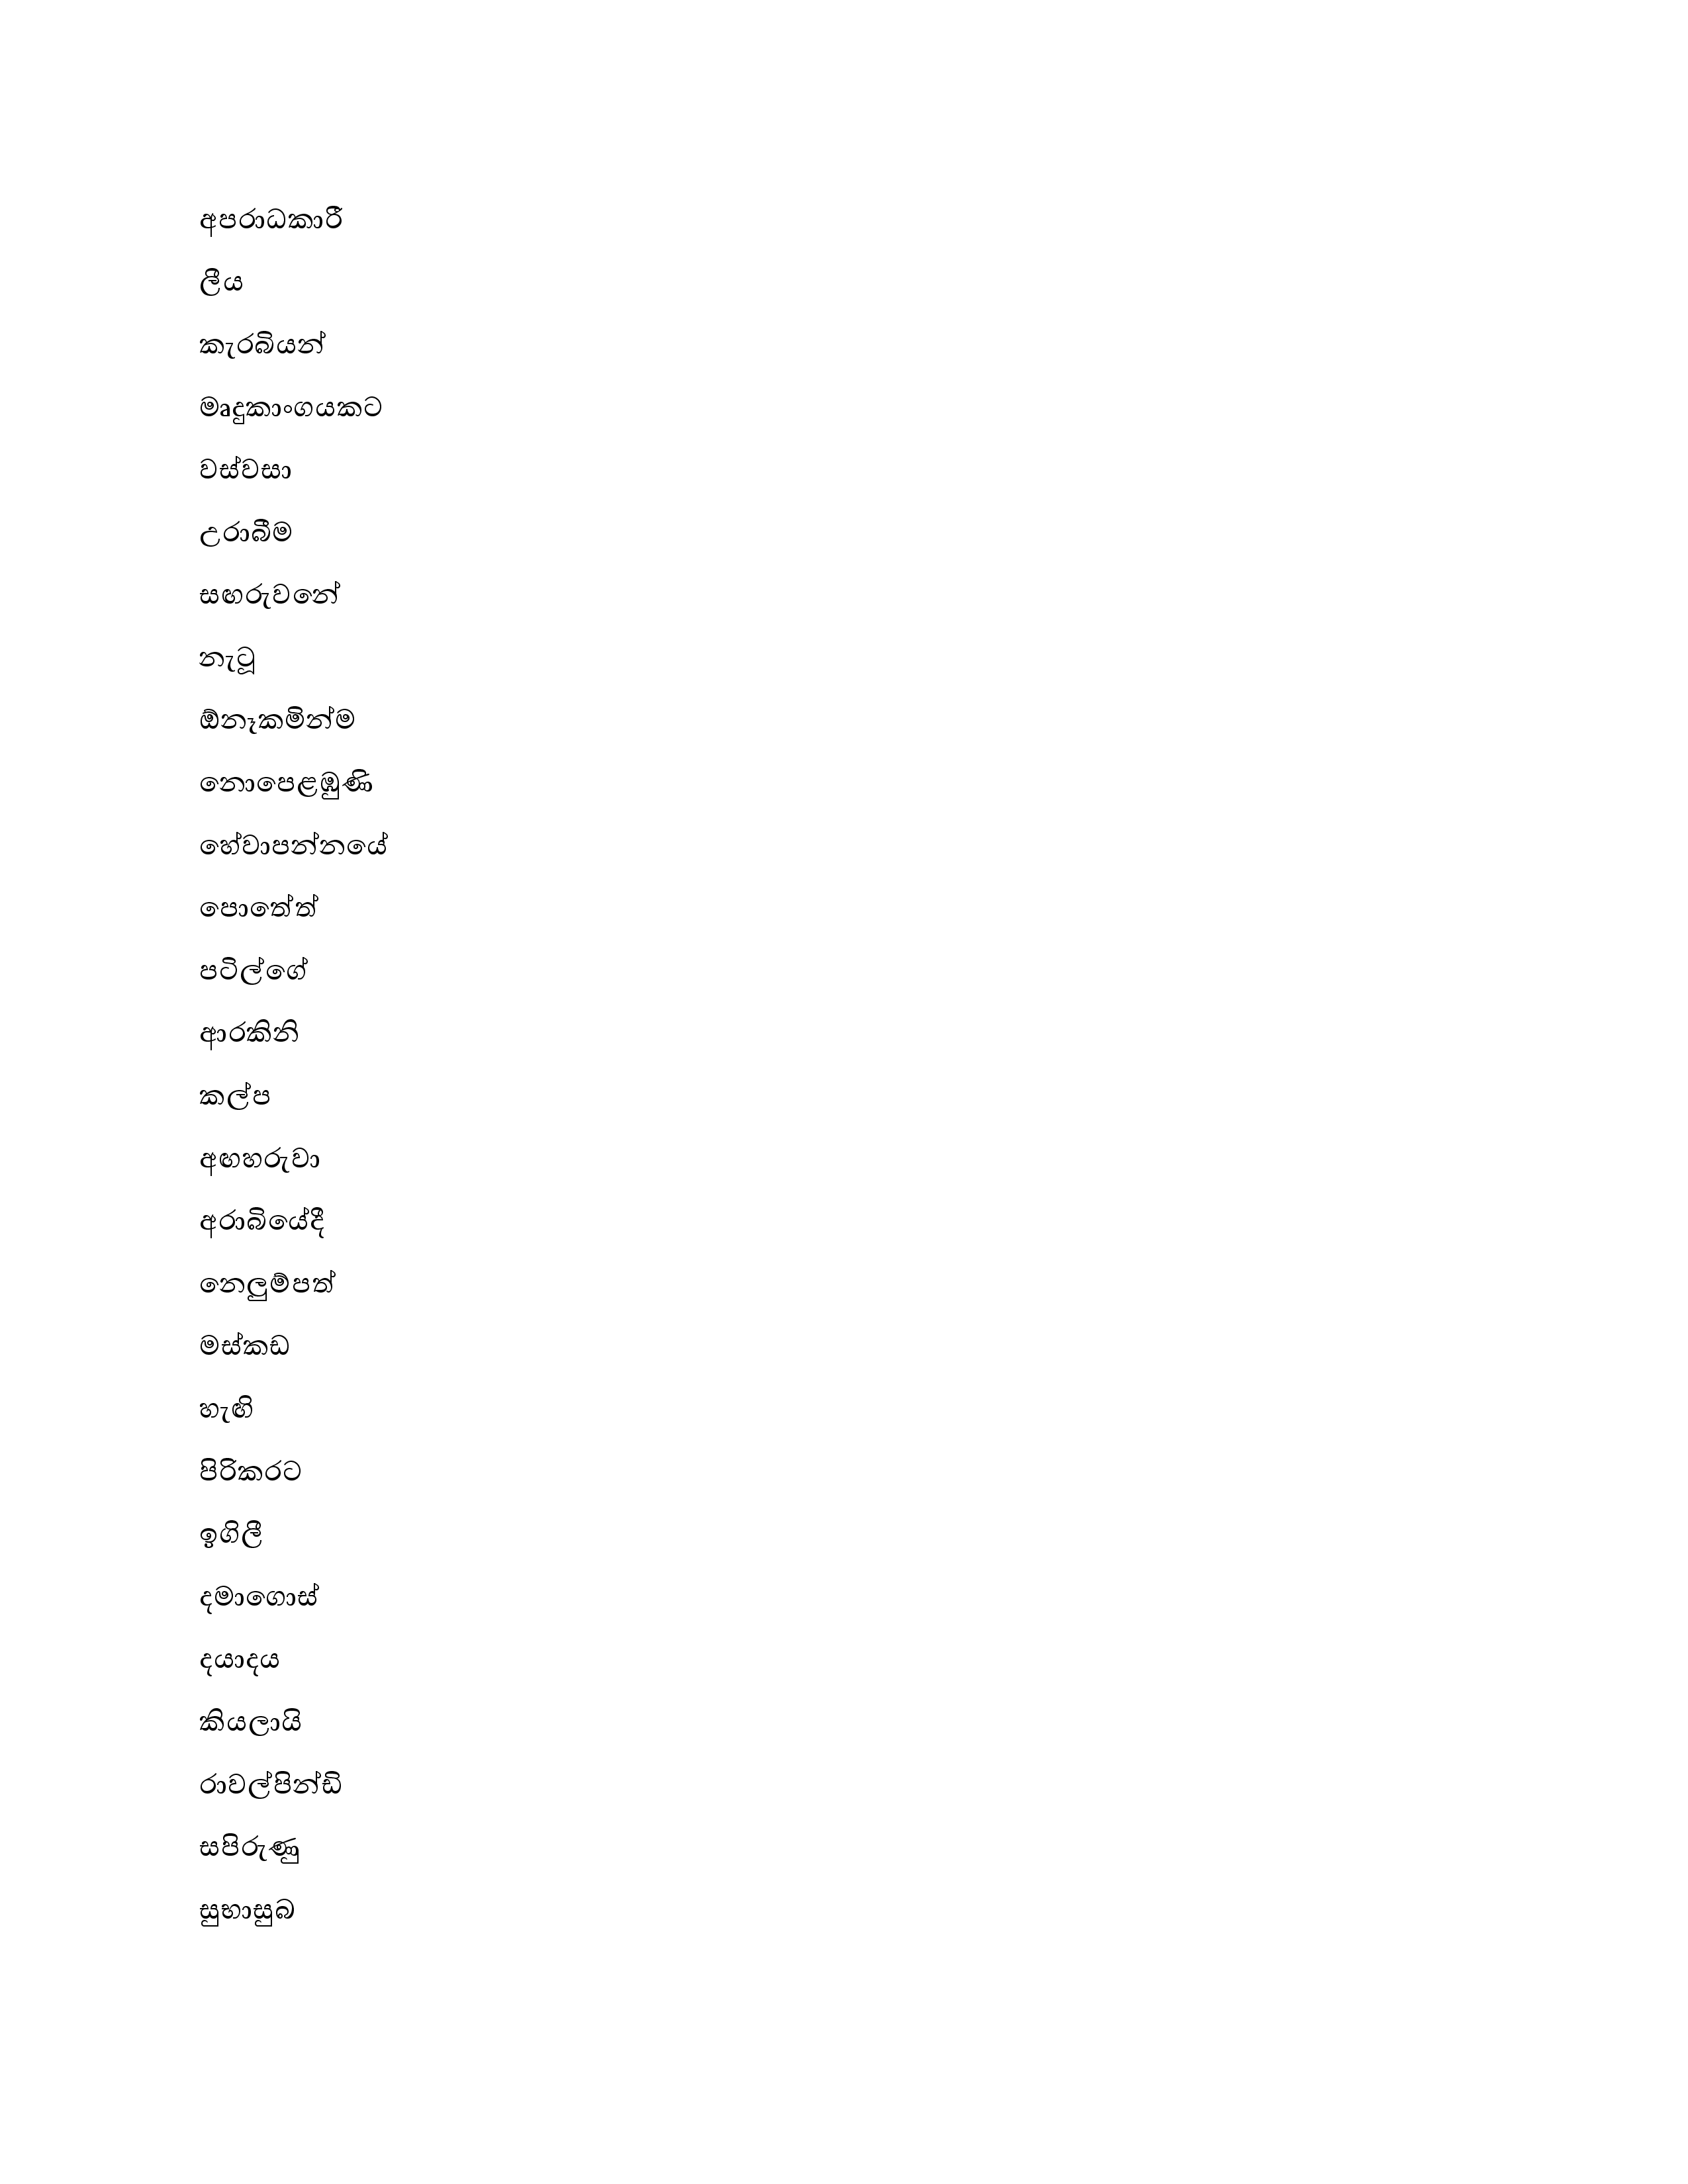 අපරාධකාරී
ලීය
කැරබියන්
මෘදුකාංගයකට
වස්වසා
උරාබීම
සඟරුවනේ
නැටූ
ඕනෑකමින්ම
නොපෙළඹුණි
හේවාපන්නයේ
පොතේත්
පටිල්ගේ
ආරකිනි
කල්ප
අඟහරුවා
අරාබියේදී
නෙලුම්පත්
මස්කඩ
හැඟි
පිරිකරට
ඉගිලී
දමාගොස්
දයාදය
කියලායි
රාවල්පින්ඩි
සපිරුණු
සුභාසුබ